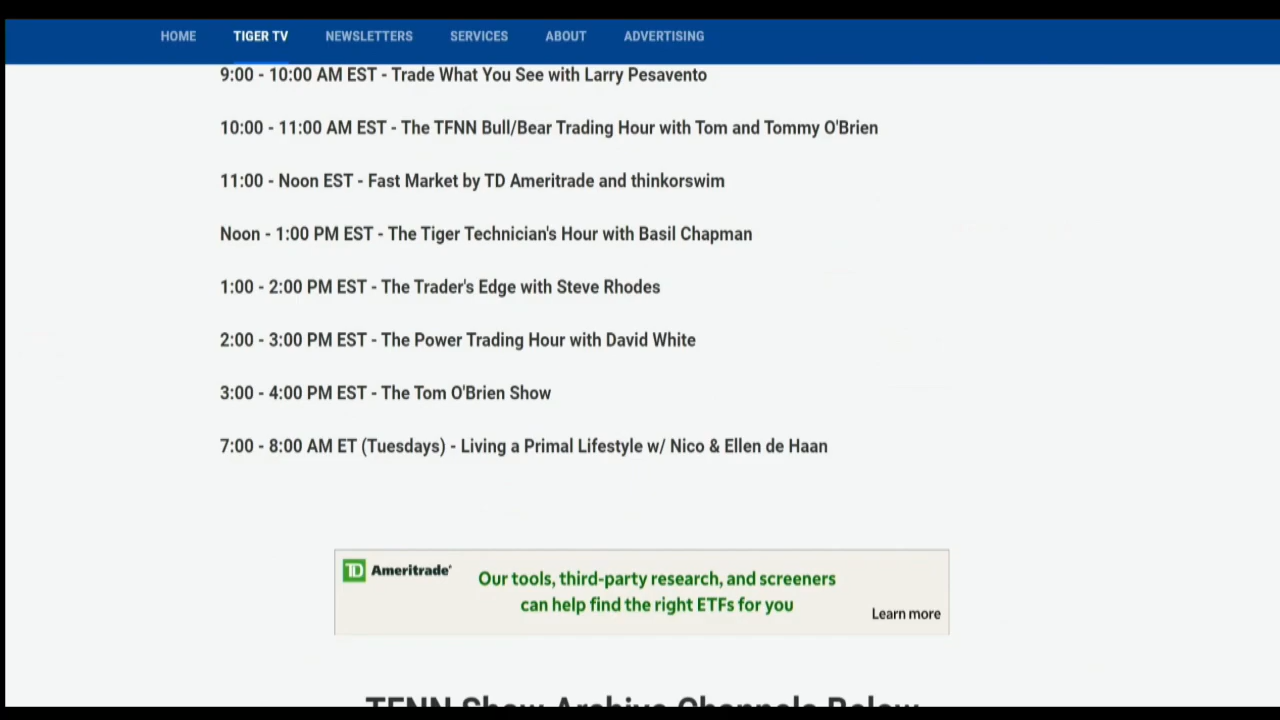 HOME TIGER TV NEWSLETTERS SERVICES ABOUT ADVERTISING
9:00 - 10:00 AM EST - Trade What You See with Larry Pesavento
10:00 - 11:00 AM EST - The TFNN Bull/Bear Trading Hour with Tom and Tommy O'Brien
11:00 - Noon EST - Fast Market by TD Ameritrade and thinkorswim
Noon - 1:00 PM EST - The Tiger Technician's Hour with Basil Chapman
1:00 - 2:00 PM EST - The Trader's Edge with Steve Rhodes
2:00 - 3:00 PM EST - The Power Trading Hour with David White
3:00 - 4:00 PM EST - The Tom O'Brien Show
7:00 - 8:00 AM ET (Tuesdays) - Living a Primal Lifestyle w/ Nico & Ellen de Haan
TD Ameritrade
Our tools, third-party research, and screeners
can help find the right ETFs for you
Learn more
TFNN Show Archive Channels Below